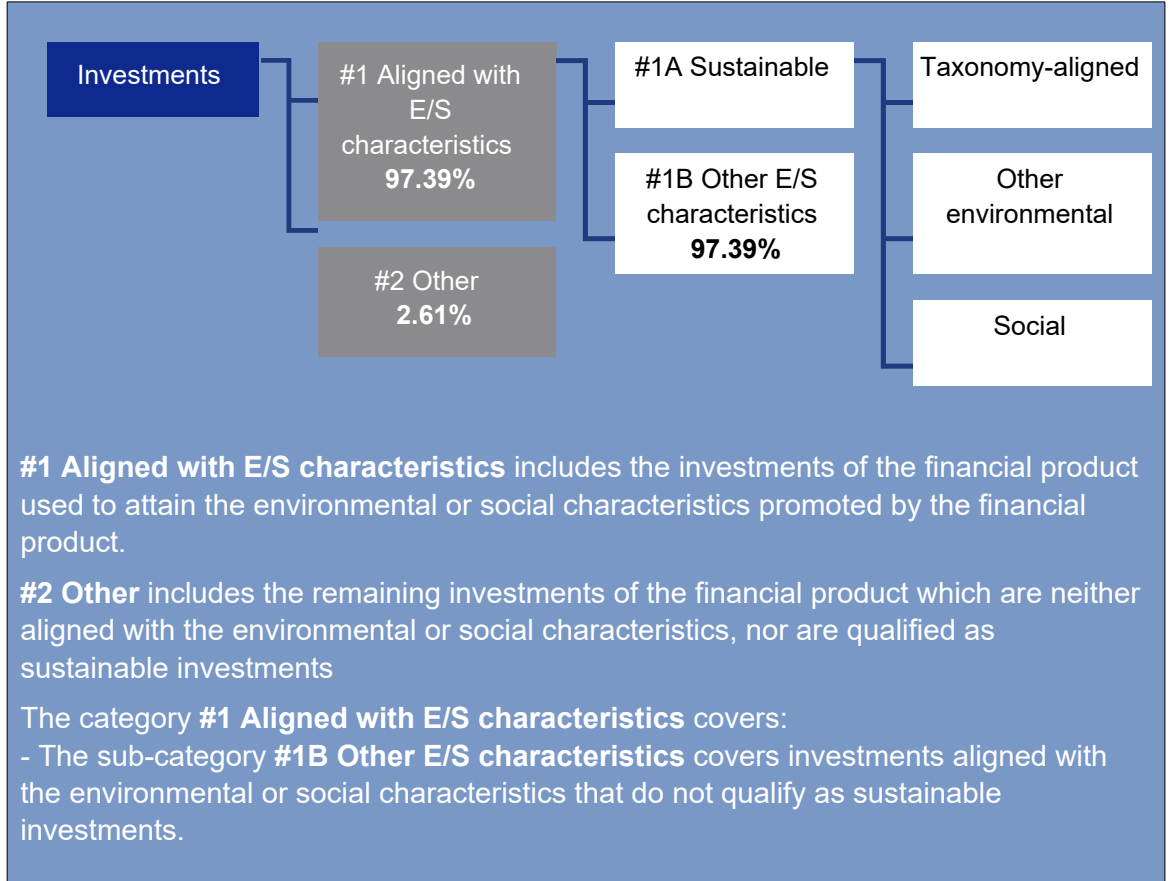 Investments
#1 Aligned with
E/S
characteristics
97.39%
#2 Other
2.61%
#1A Sustainable
#1B Other E/S
characteristics
97.39%
Taxonomy-aligned
Other
environmental
Social
#1 Aligned with E/S characteristics includes the investments of the financial product
used to attain the environmental or social characteristics promoted by the financial
product.
#2 Other includes the remaining investments of the financial product which are neither
aligned with the environmental or social characteristics, nor are qualified as
sustainable investments
The category #1 Aligned with E/S characteristics covers:
- The sub-category #1B Other E/S characteristics covers investments aligned with
the environmental or social characteristics that do not qualify as sustainable
investments.